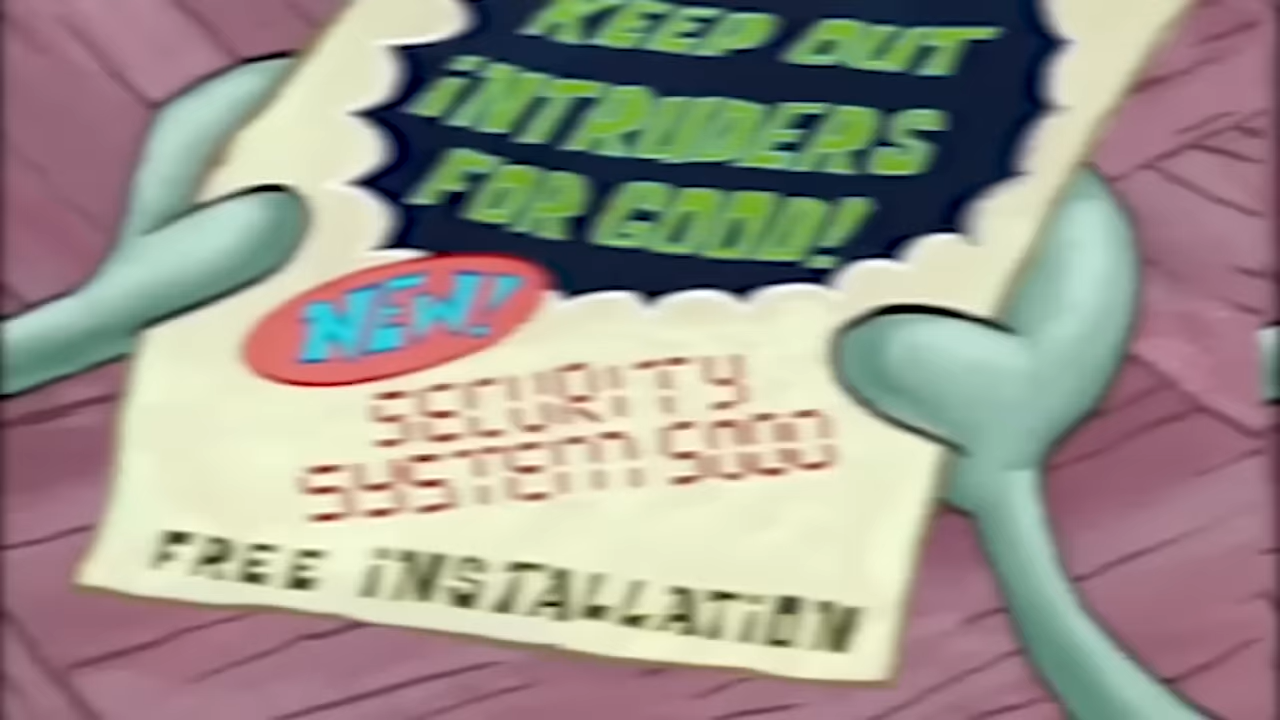 KEEP OUT
iNTRUDERS
FOR GOOD!
NEW!
SECURITY
SYSTEM 5000
FREE iNSTALLATiON